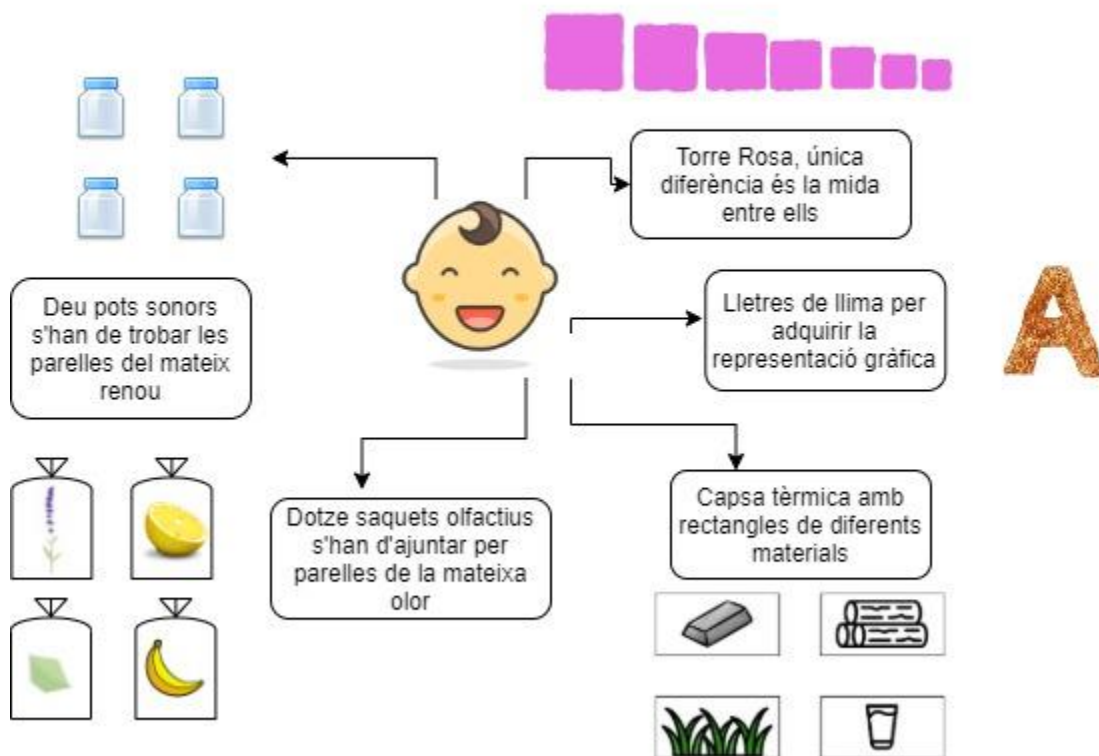 Torre Rosa, única
diferència és la mida
entre ells
Deu pots sonors
s'han de trobar les
parelles del mateix
renou
Lletres de llima per
adquirir la
representació gràfica
A
Dotze saquets olfactius
s'han d'ajuntar per
parelles de la mateixa
olor
Capsa tèrmica amb
rectangles de diferents
materials